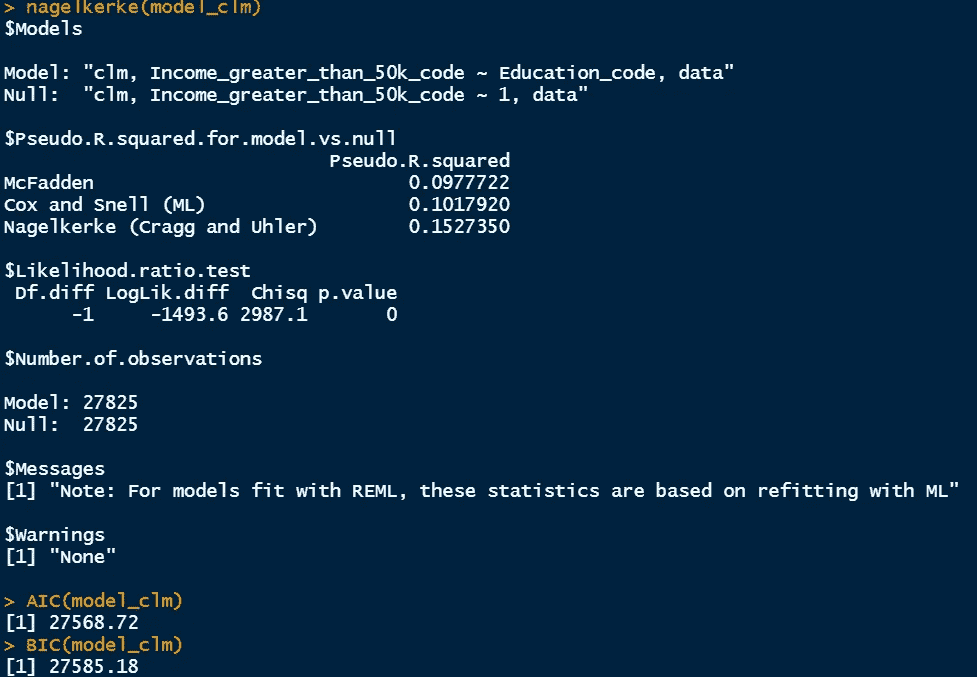 > nagelkerke(model_clm)
$Models
Model: "clm, Income_greater_than_50k_code ~ Education_code, data"
Null: "clm, Income_greater_than_50k_code ~ 1, data"
$Pseudo.R.squared.for.model.vs.null
Pseudo.R.squared
McFadden 0.0977722
Cox and Snell (ML) 0.1017920
Nagelkerke (Cragg and Uhler) 0.1527350
$Likelihood.ratio.test
Df.diff LogLik.diff Chisq p.value
-1 -1493.6 2987.1 0
$Number.of.observations
Model: 27825
Null: 27825
$Messages
[1] "Note: For models fit with REML, these statistics are based on refitting with ML"
$Warnings
[1] "None"
> AIC(model_clm)
[1] 27568.72
> BIC(model_clm)
[1] 27585.18